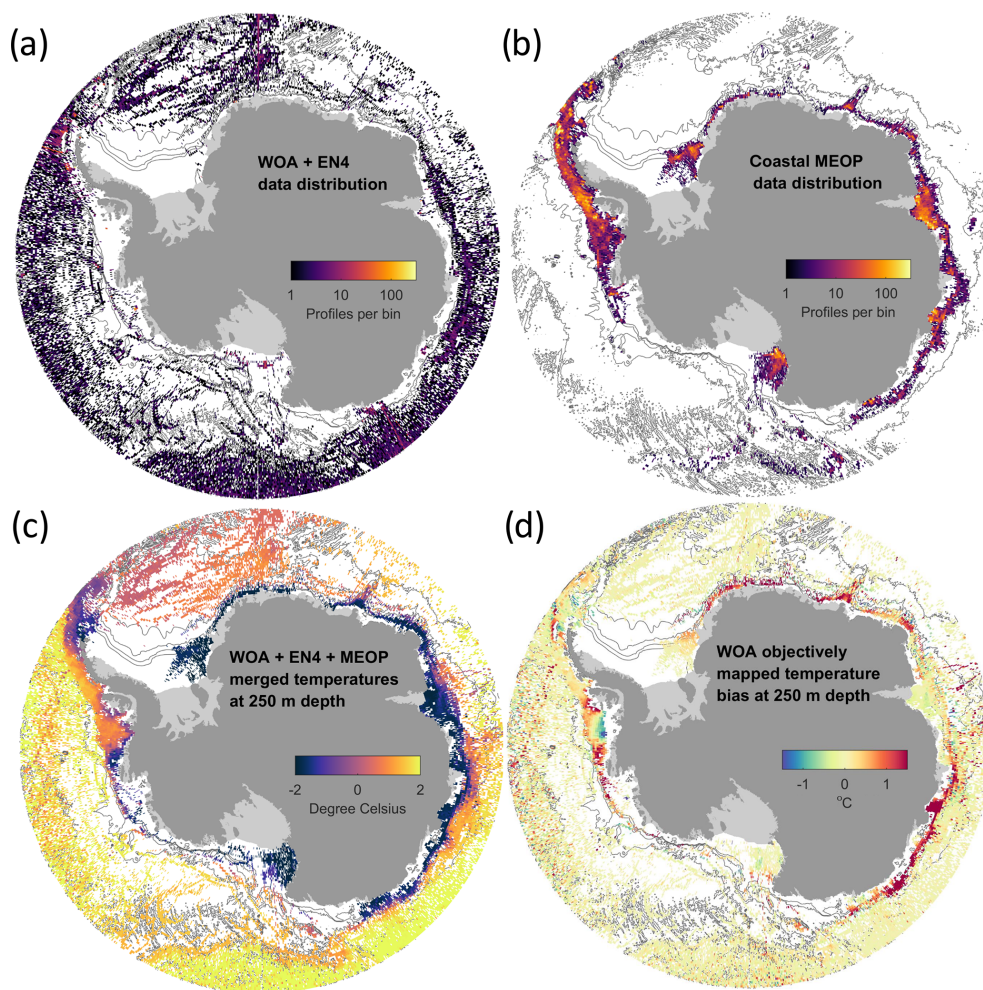 (a)
WOA + EN4
data distribution
1 10 100
Profiles per bin
(b)
Coastal MEOP
data distribution
1 10 100
Profiles per bin
(c)
WOA + EN4 + MEOP
merged temperatures
at 250 m depth
-2 0 2
Degree Celsius
(d)
WOA objectively
mapped temperature
bias at 250 m depth
-1 0 1
°C